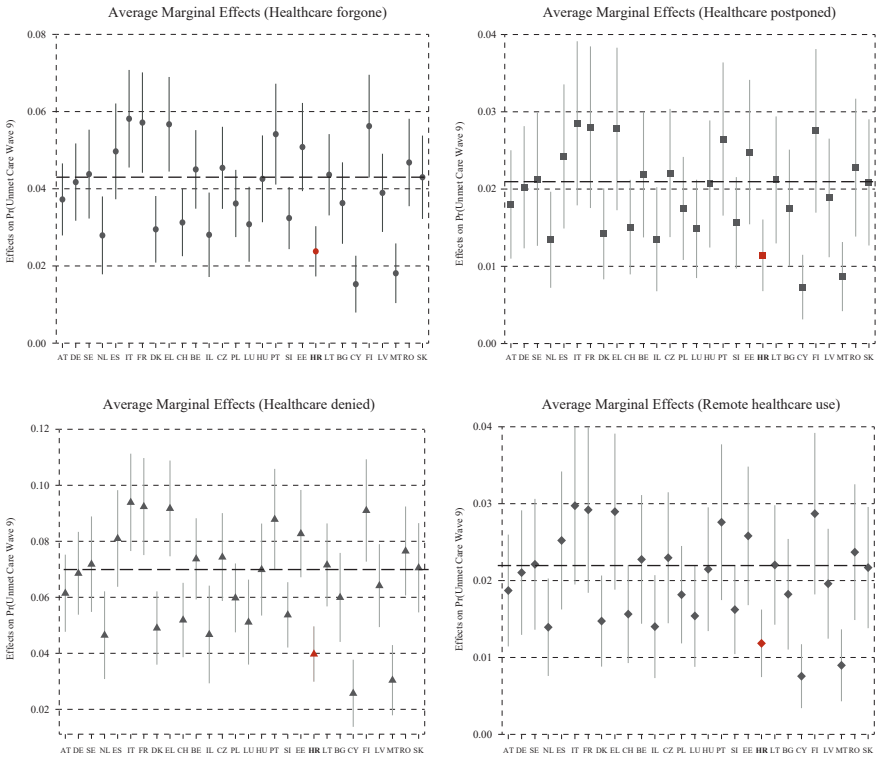 Average Marginal Effects (Healthcare forgone)
Effects on Pr(Unmet Care Wave 9)
0.08
0.06
0.04
0.02
0.00
AT DE SE NL ES IT FR DK EL CH BE IL CZ PL LU HU PT SI EE HR LT BG CY FI LV MT RO SK
Average Marginal Effects (Healthcare postponed)
Effects on Pr(Unmet Care Wave 9)
0.04
0.03
0.02
0.01
0.00
AT DE SE NL ES IT FR DK EL CH BE IL CZ PL LU HU PT SI EE HR LT BG CY FI LV MT RO SK
Average Marginal Effects (Healthcare denied)
Effects on Pr(Unmet Care Wave 9)
0.12
0.10
0.08
0.06
0.04
0.02
AT DE SE NL ES IT FR DK EL CH BE IL CZ PL LU HU PT SI EE HR LT BG CY FI LV MT RO SK
Average Marginal Effects (Remote healthcare use)
Effects on Pr(Unmet Care Wave 9)
0.04
0.03
0.02
0.01
0.00
AT DE SE NL ES IT FR DK EL CH BE IL CZ PL LU HU PT SI EE HR LT BG CY FI LV MT RO SK